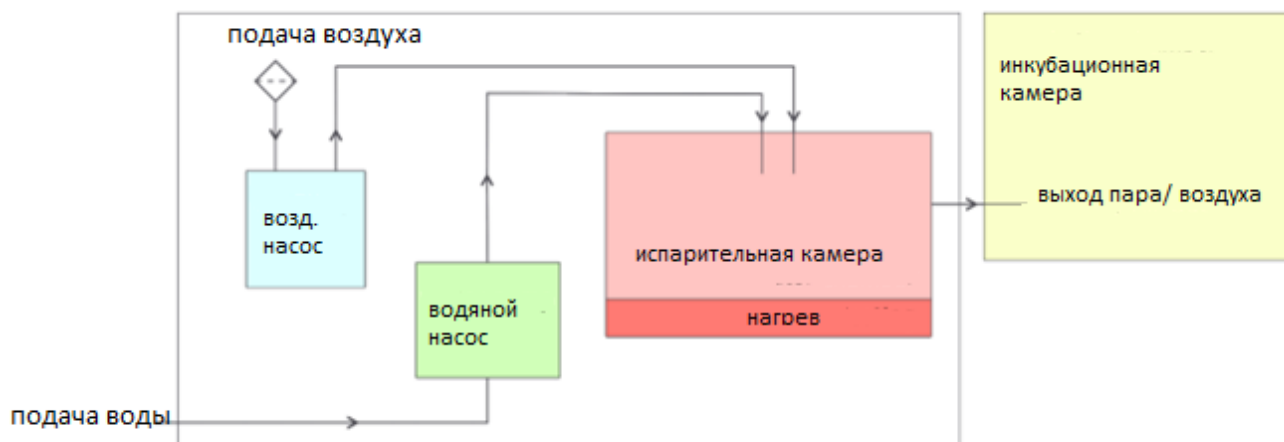 подача воздуха
инкубационная
камера
выход пара/ воздуха
возд.
насос
испарительная камера
водяной
насос
нагрев
подача воды